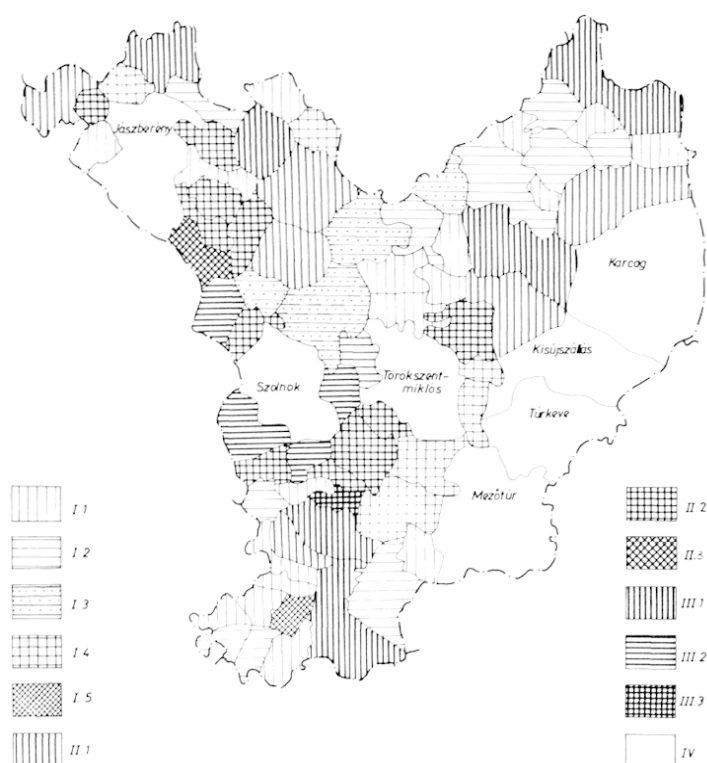 Jászberény
Karcag
Kisújszállás
Szolnok
Törökszent-
miklós
Túrkeve
Mezőtúr
I 1
I 2
I 3
I 4
I 5
II 1
II 2
II 3
III 1
III 2
III 3
IV